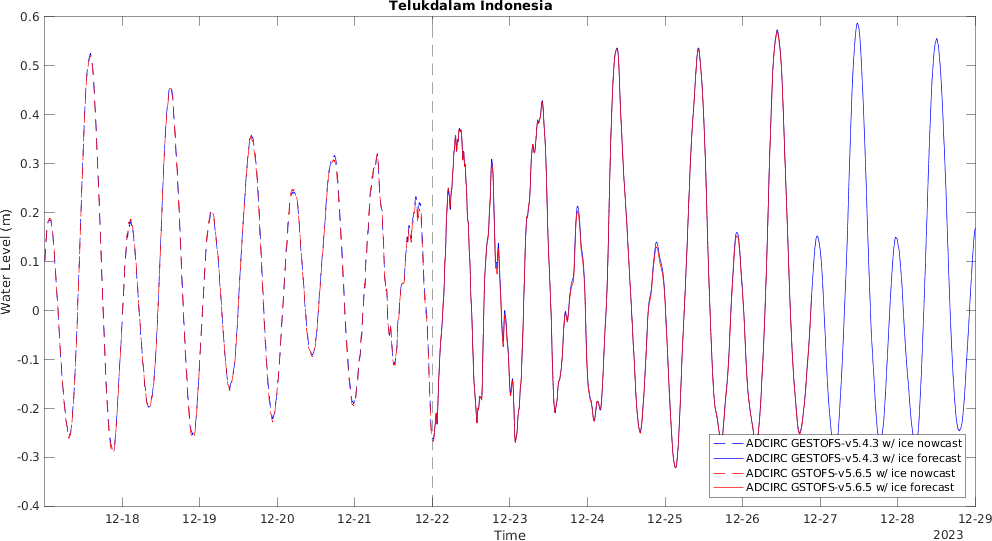 Telukdalam Indonesia
0.6
0.5
0.4
0.3
0.2
0.1
0
-0.1
-0.2
-0.3
-0.4
Water Level (m)
ADCIRC GESTOFS-v5.4.3 w/ ice nowcast
ADCIRC GESTOFS-v5.4.3 w/ ice forecast
ADCIRC GSTOFS-v5.6.5 w/ ice nowcast
ADCIRC GSTOFS-v5.6.5 w/ ice forecast
12-18 12-19 12-20 12-21 12-22 12-23 12-24 12-25 12-26 12-27 12-28 12-29
Time
2023